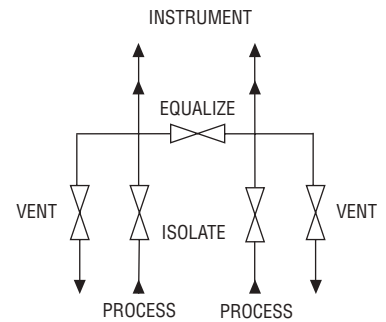 INSTRUMENT
EQUALIZE
VENT
ISOLATE
VENT
PROCESS
PROCESS